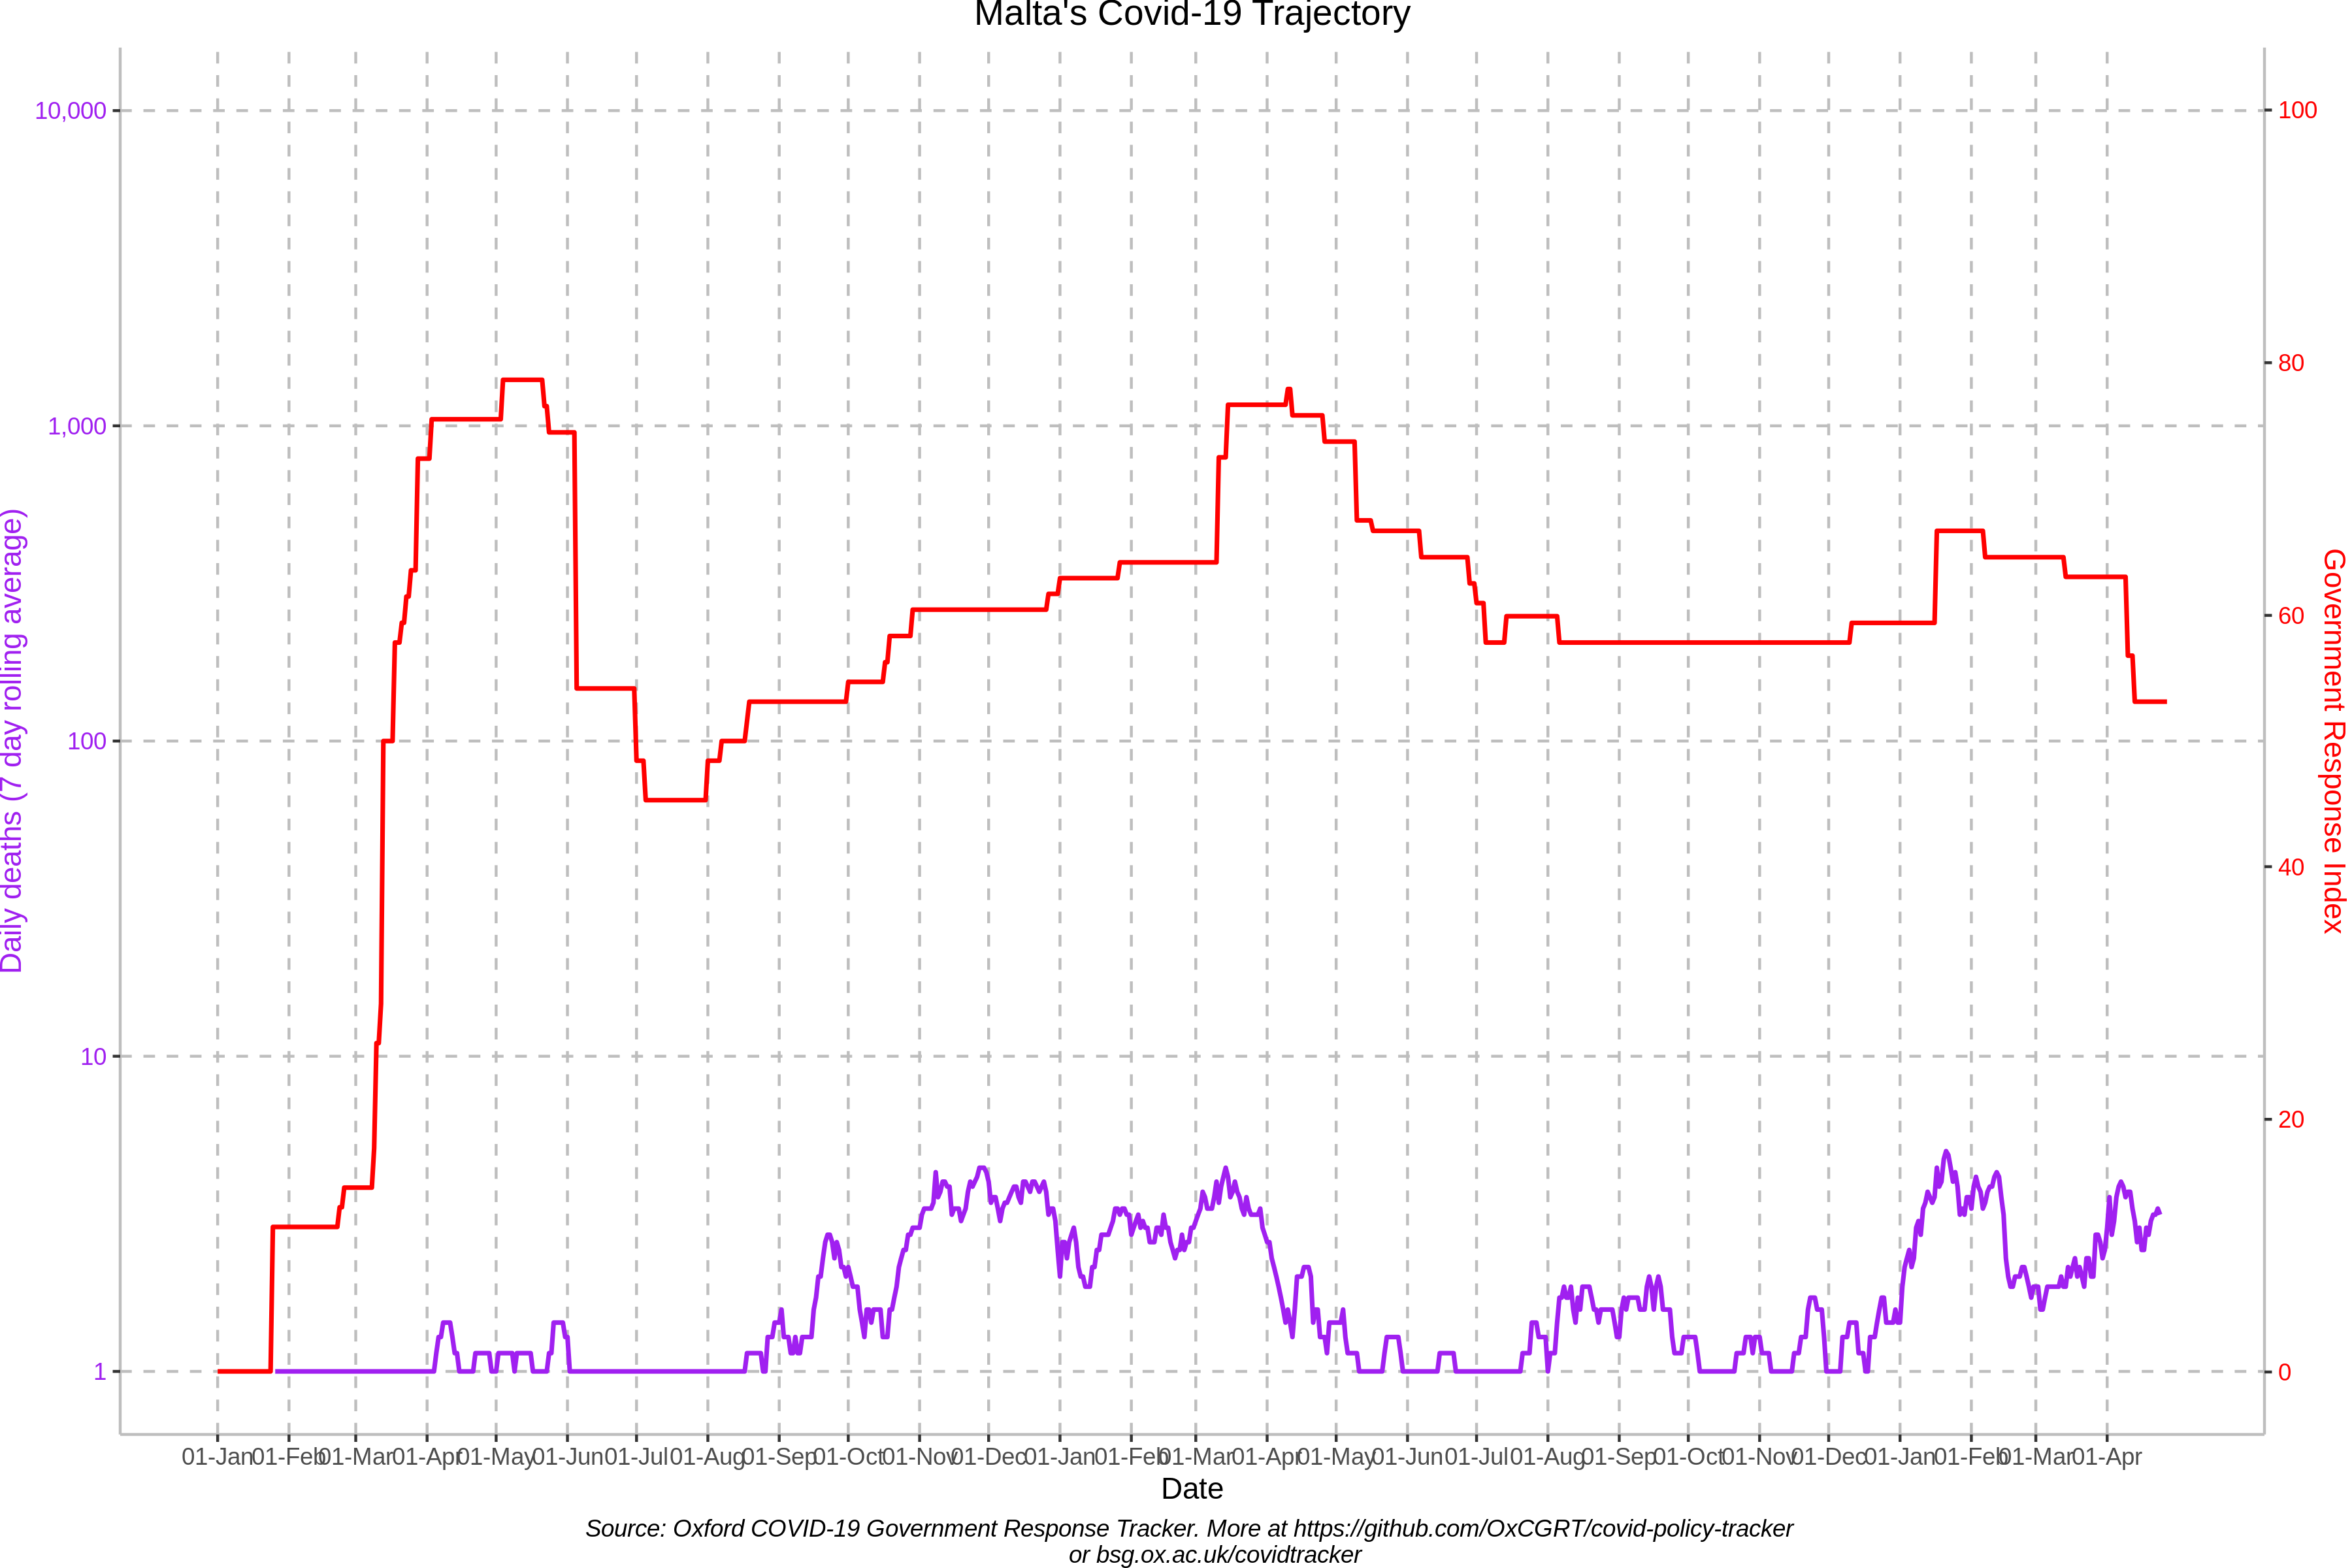 Malta's Covid-19 Trajectory
10,000
1,000
100
10
1
Daily deaths (7 day rolling average)
100
80
60
40
20
0
Government Response Index
01-Jan 01-Feb 01-Mar 01-Apr 01-May 01-Jun 01-Jul 01-Aug 01-Sep 01-Oct 01-Nov 01-Dec 01-Jan 01-Feb 01-Mar 01-Apr 01-May 01-Jun 01-Jul 01-Aug 01-Sep 01-Oct 01-Nov 01-Dec 01-Jan 01-Feb 01-Mar 01-Apr
Date
Source: Oxford COVID-19 Government Response Tracker. More at https://github.com/OxCGRT/covid-policy-tracker
or bsg.ox.ac.uk/covidtracker